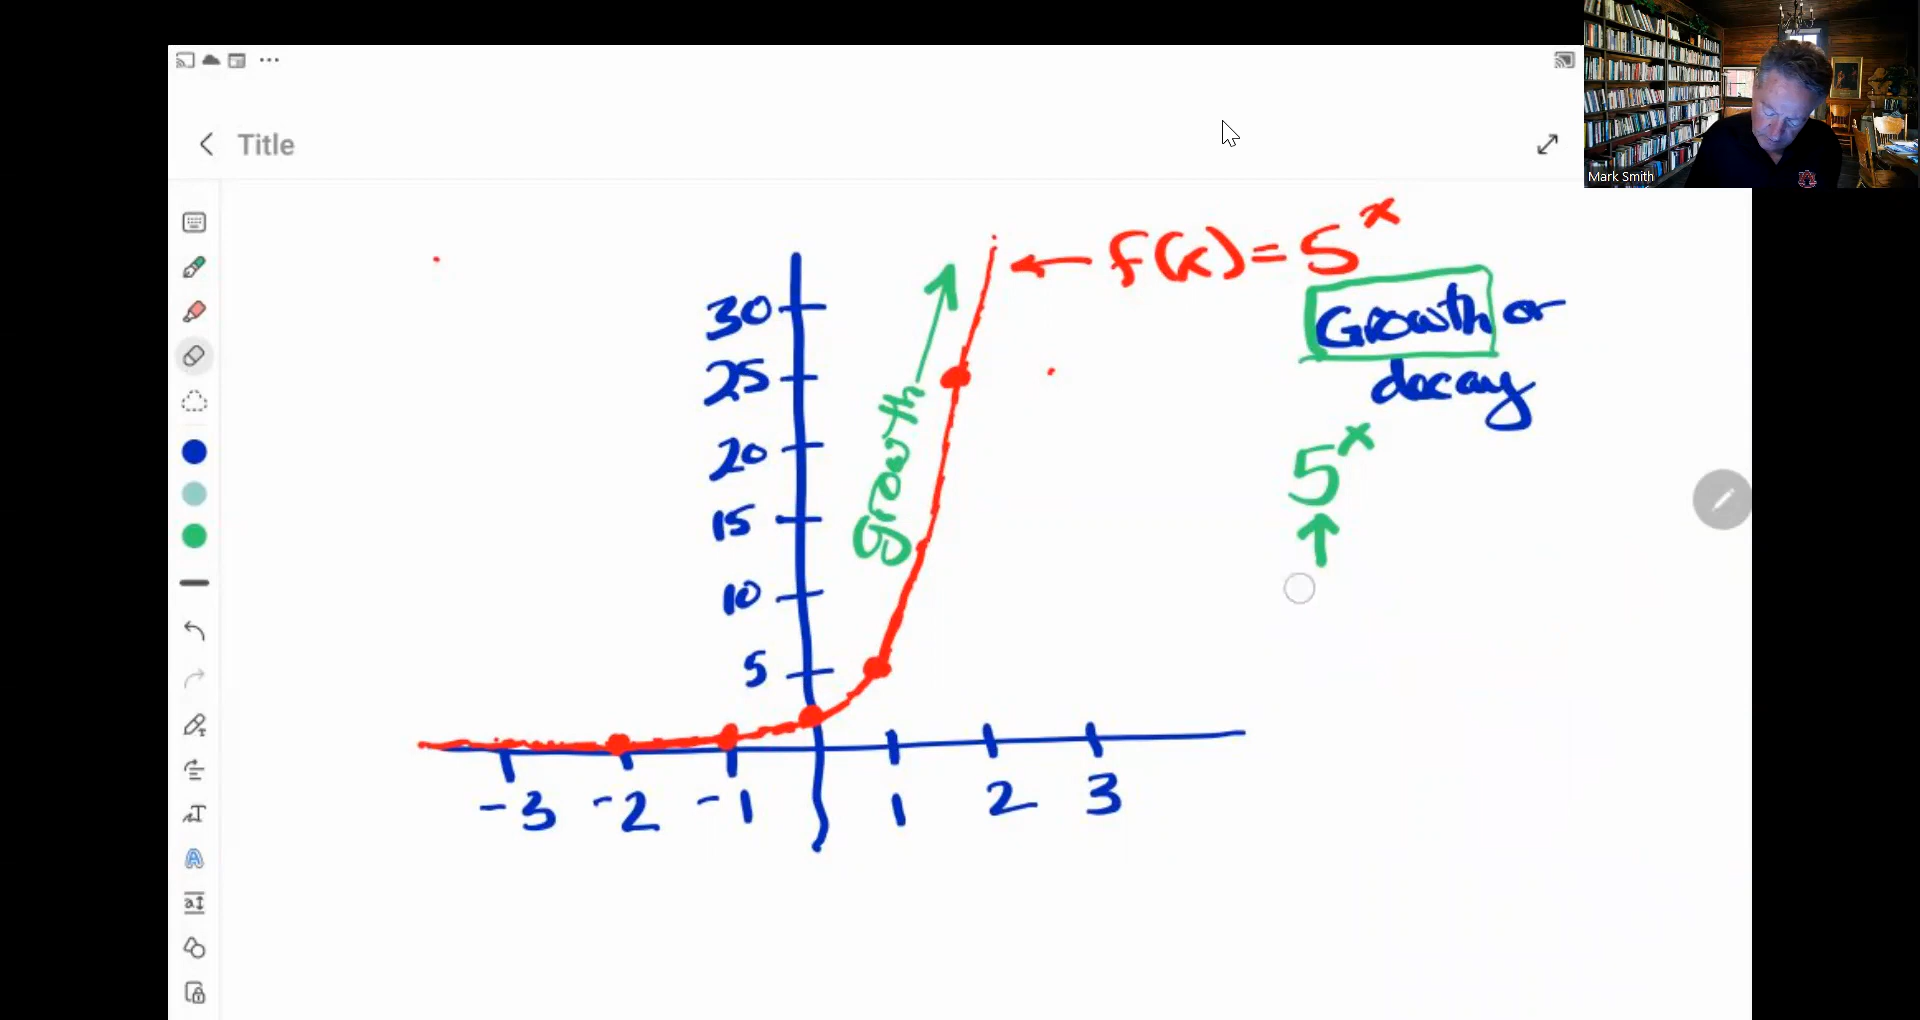 Mark Smith
Title
f(x) = 5^x
Growth or
decay
5^x
growth
30
25
20
15
10
5
-3 -2 -1 1 2 3